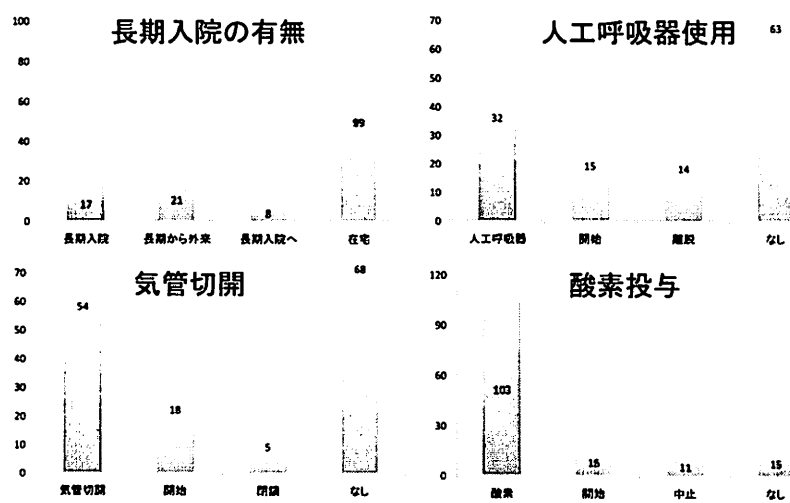 長期入院の有無
100
80
60
40
20
0
17
21
8
99
長期入院
長期から外来
長期入院へ
在宅
人工呼吸器使用
70
60
50
40
30
20
10
0
32
15
14
63
人工呼吸器
開始
離脱
なし
気管切開
70
60
50
40
30
20
10
0
54
18
5
68
気管切開
開始
閉鎖
なし
酸素投与
120
90
60
30
0
103
15
11
15
酸素
開始
中止
なし